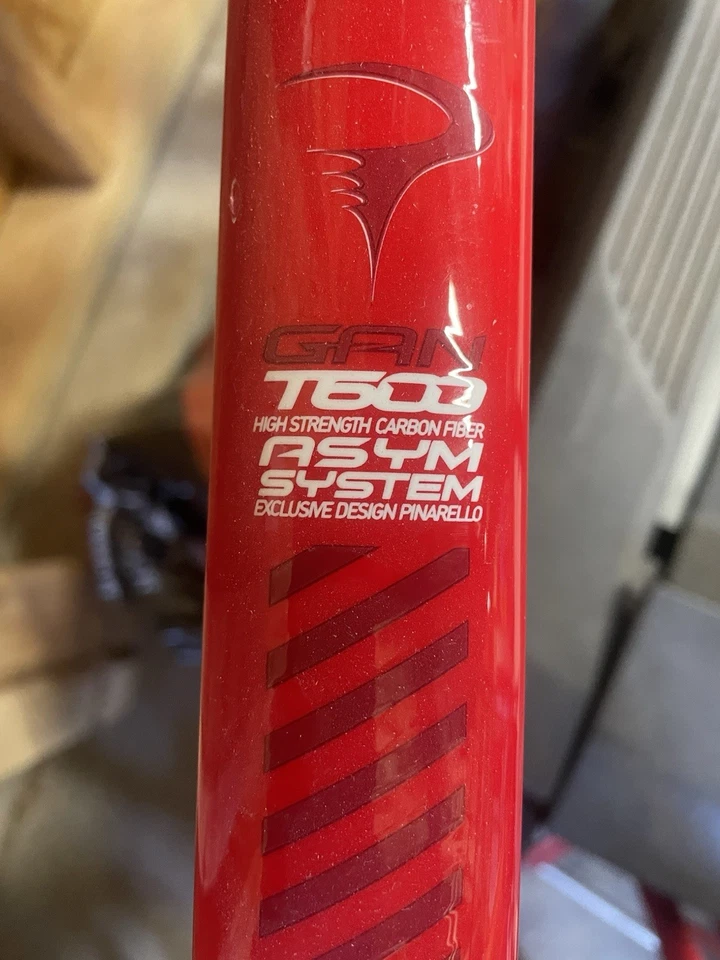 GAN
T600
HIGH STRENGTH CARBON FIBER
ASYM
SYSTEM
EXCLUSIVE DESIGN PINARELLO